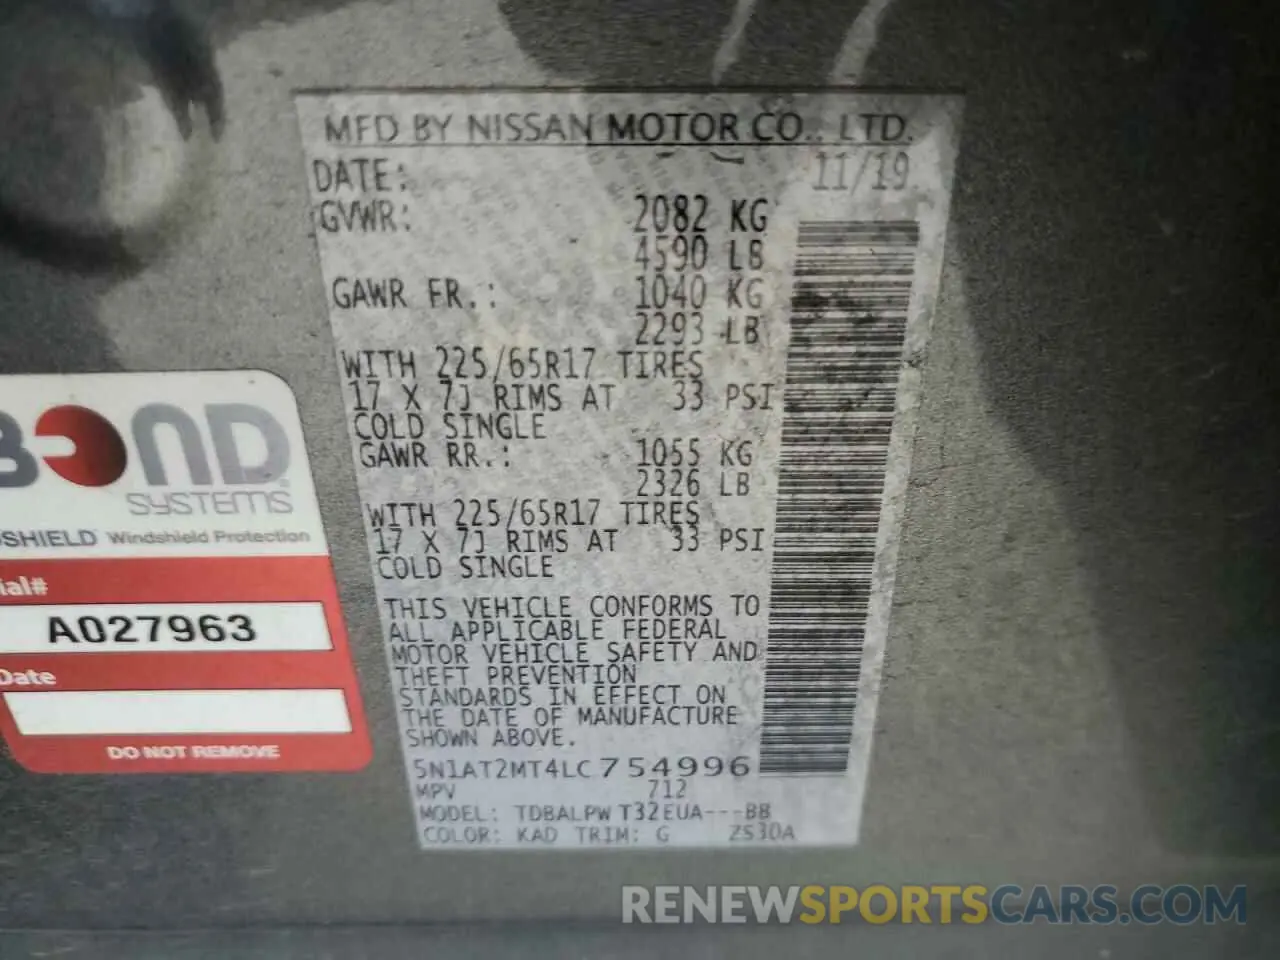 MFD BY NISSAN MOTOR CO., LTD.
DATE: 11/19
GVWR: 2082 KG
4590 LB
GAWR FR.: 1040 KG
2293 LB
WITH 225/65R17 TIRES
17 X 7J RIMS AT 33 PSI
COLD SINGLE
GAWR RR.: 1055 KG
2326 LB
WITH 225/65R17 TIRES
17 X 7J RIMS AT 33 PSI
COLD SINGLE
THIS VEHICLE CONFORMS TO
ALL APPLICABLE FEDERAL
MOTOR VEHICLE SAFETY AND
THEFT PREVENTION
STANDARDS IN EFFECT ON
THE DATE OF MANUFACTURE
SHOWN ABOVE.
5N1AT2MT4LC754996
MPV 712
MODEL: TDBALPW T32EUA---BB
COLOR: KAD TRIM: G 2S30A
BOND
SYSTEMS
SHIELD Windshield Protection
ial#
A027963
Date
DO NOT REMOVE
RENEWSPORTSCARS.COM